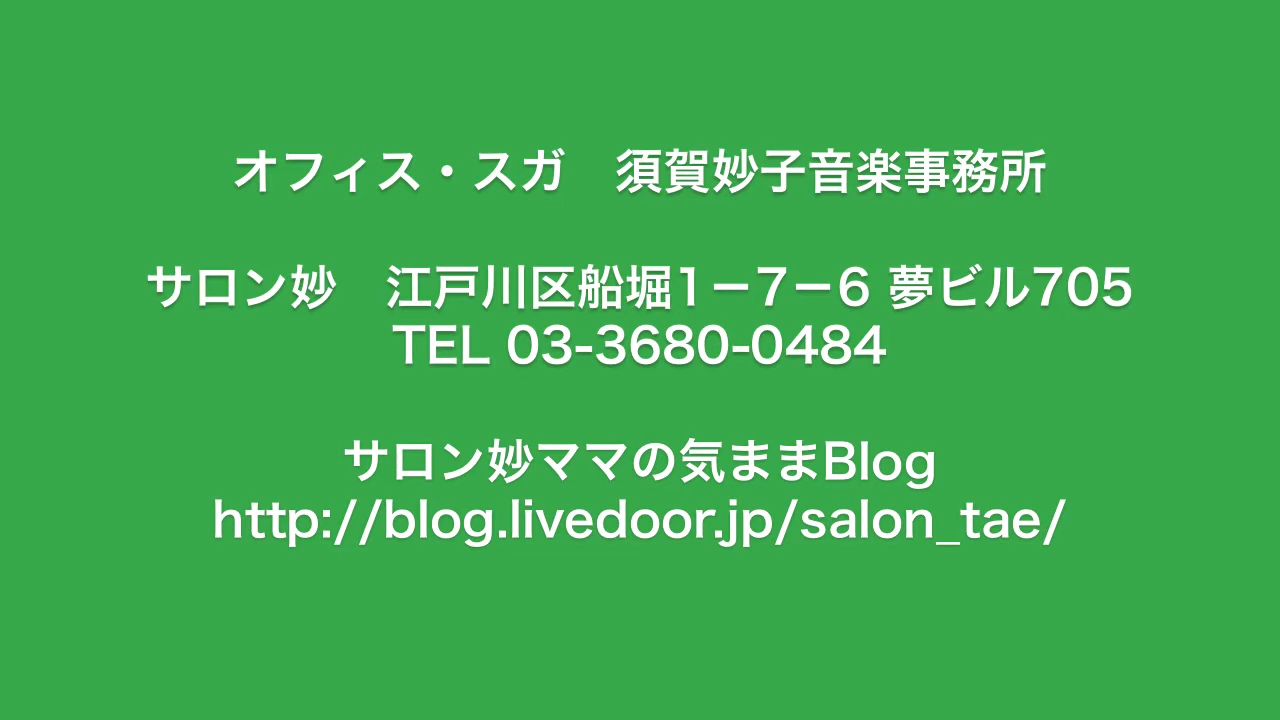 オフィス・スガ　須賀妙子音楽事務所
サロン妙　江戸川区船堀1－7－6 夢ビル705
TEL 03-3680-0484
サロン妙ママの気ままBlog
http://blog.livedoor.jp/salon_tae/